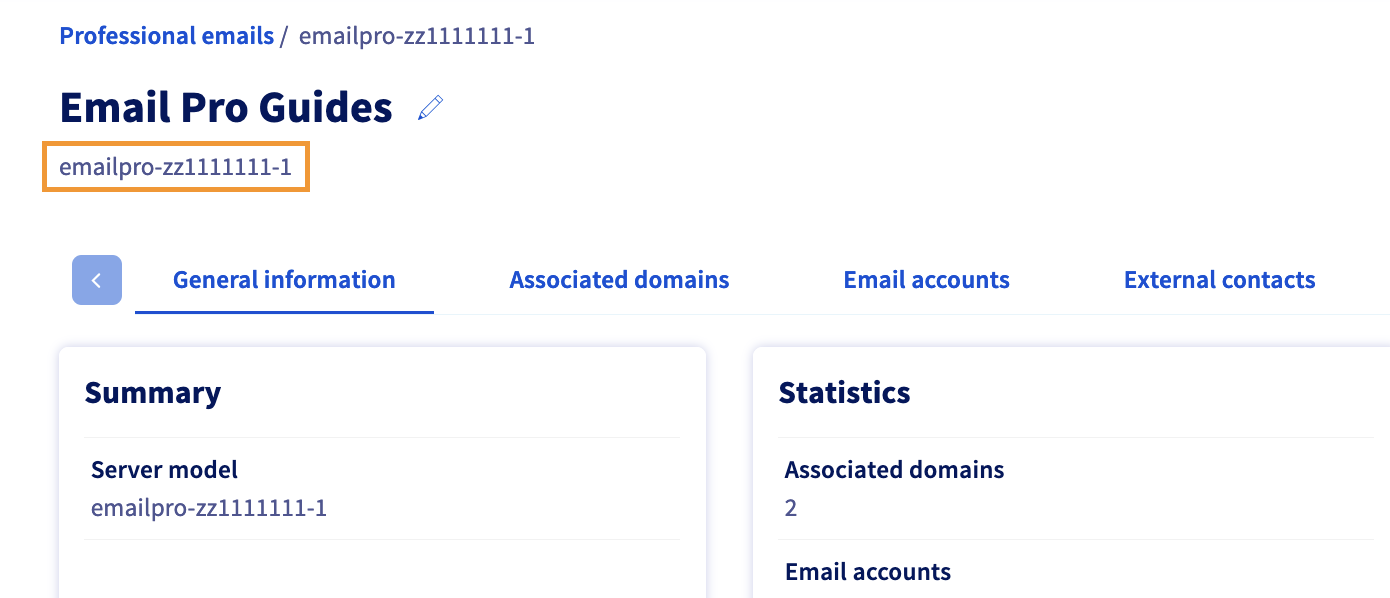 Professional emails / emailpro-zz1111111-1
Email Pro Guides
emailpro-zz1111111-1
General information Associated domains Email accounts External contacts
Summary
Server model
emailpro-zz1111111-1
Statistics
Associated domains
2
Email accounts